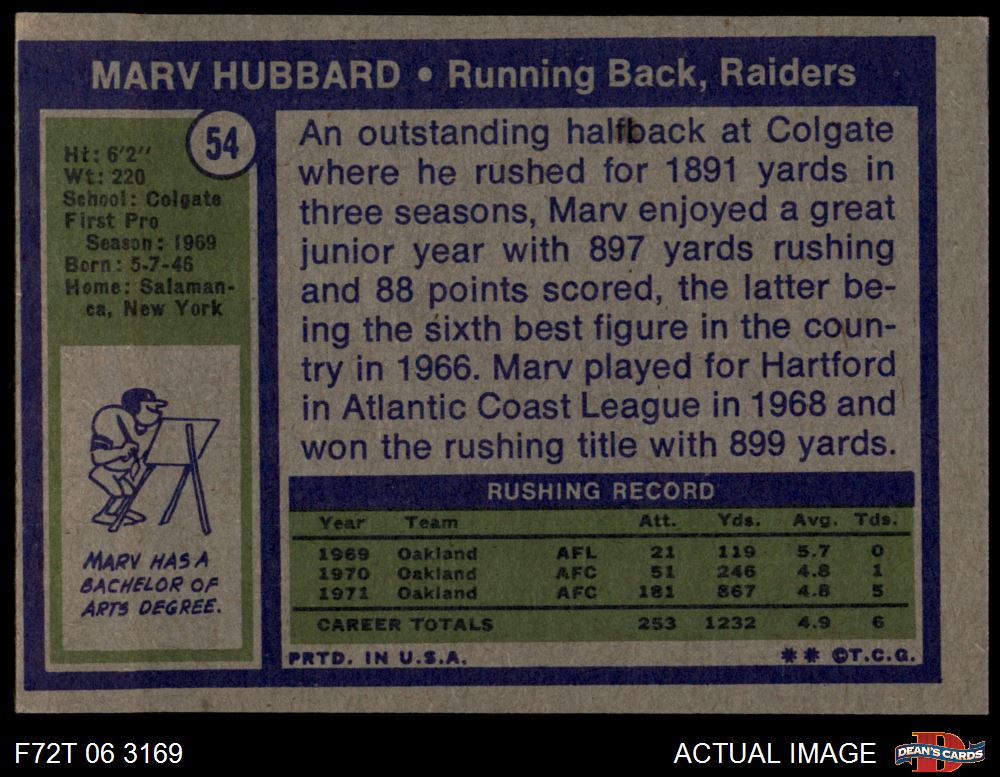 MARV HUBBARD • Running Back, Raiders
54
Ht: 6'2''
Wt: 220
School: Colgate
First Pro
Season: 1969
Born: 5-7-46
Home: Salaman-
ca, New York
MARV HAS A
BACHELOR OF
ARTS DEGREE.
An outstanding halfback at Colgate
where he rushed for 1891 yards in
three seasons, Marv enjoyed a great
junior year with 897 yards rushing
and 88 points scored, the latter be-
ing the sixth best figure in the coun-
try in 1966. Marv played for Hartford
in Atlantic Coast League in 1968 and
won the rushing title with 899 yards.
RUSHING RECORD
Year Team Att. Yds. Avg. Tds.
1969 Oakland AFL 21 119 5.7 0
1970 Oakland AFC 51 246 4.8 1
1971 Oakland AFC 181 867 4.8 5
CAREER TOTALS 253 1232 4.9 6
PRTD. IN U.S.A. ** ©T.C.G.
F72T 06 3169 ACTUAL IMAGE D DEAN'S CARDS